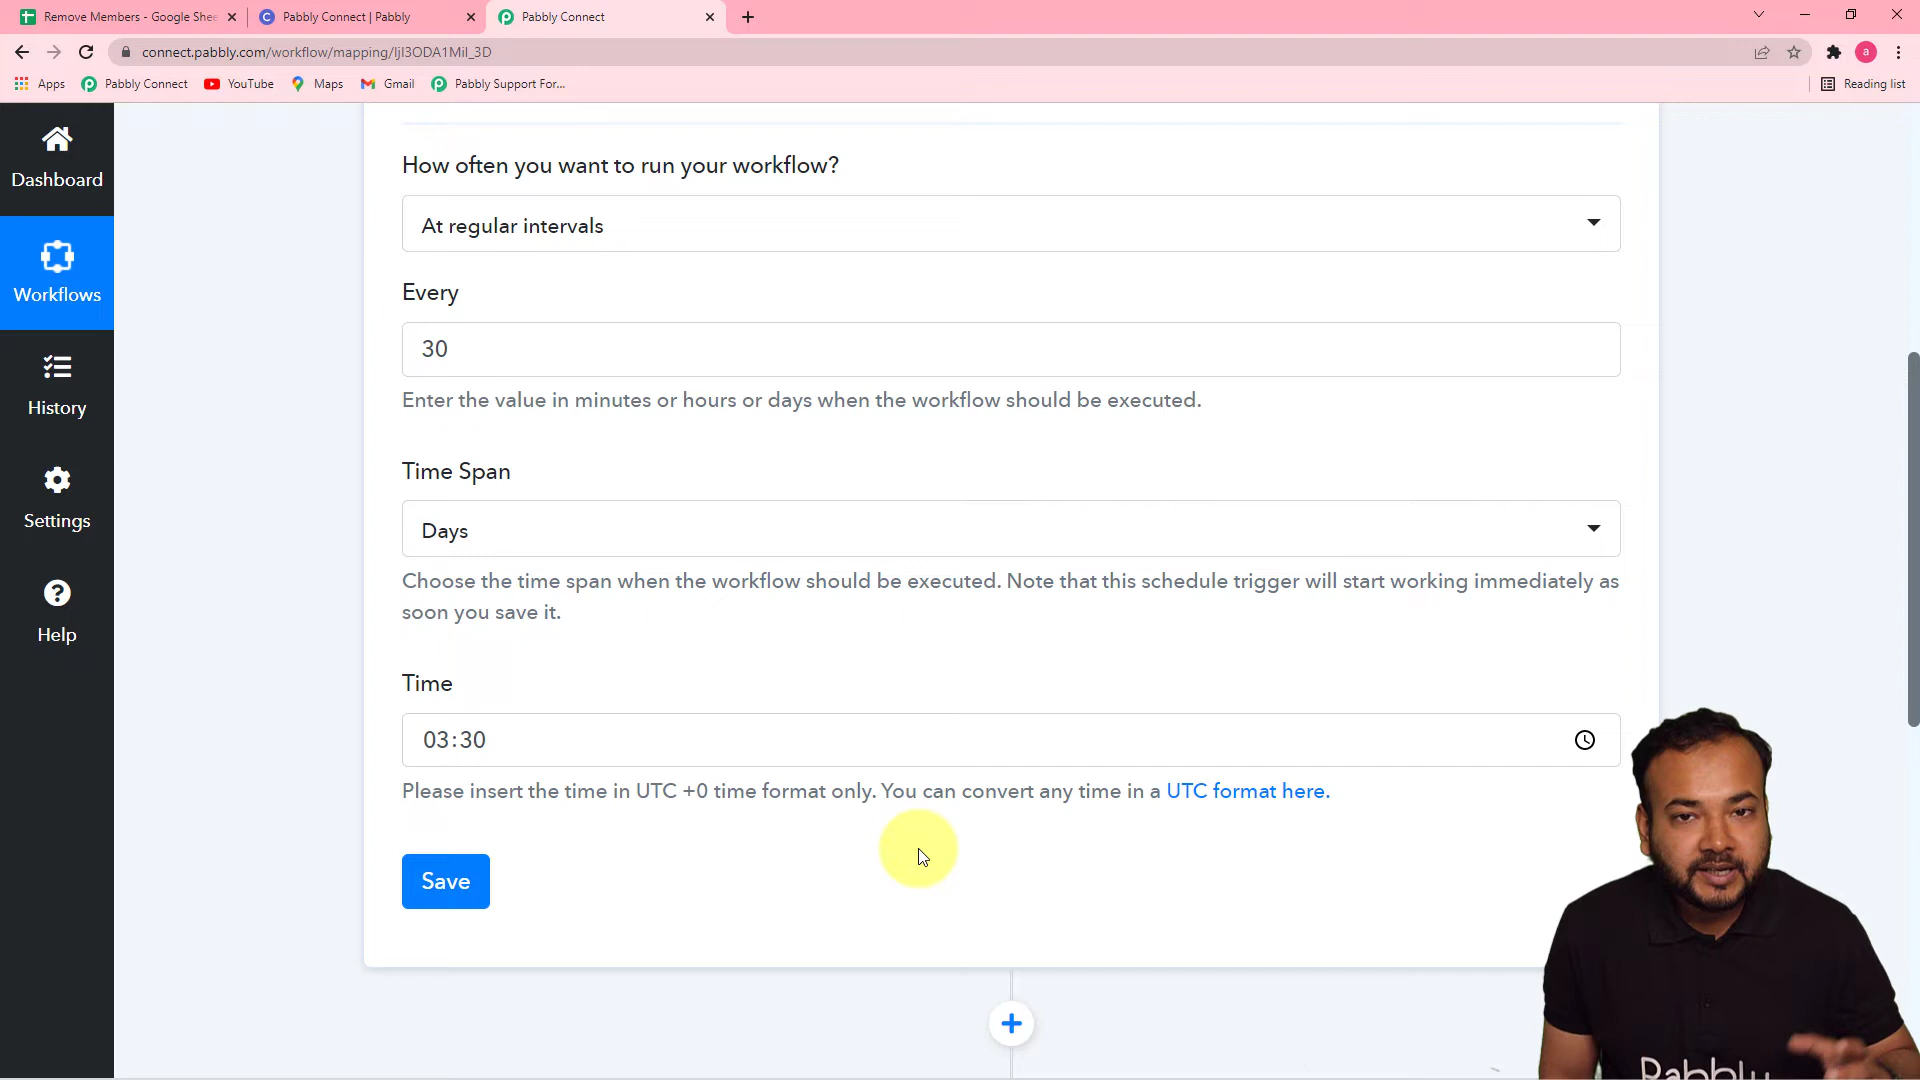 Remove Members - Google Shee
Pabbly Connect | Pabbly
Pabbly Connect
connect.pabbly.com/workflow/mapping/IjI3ODA1MiI_3D
a
Apps
Pabbly Connect
YouTube
Maps
Gmail
Pabbly Support For...
Reading list
Dashboard
Workflows
History
Settings
Help
How often you want to run your workflow?
At regular intervals
Every
30
Enter the value in minutes or hours or days when the workflow should be executed.
Time Span
Days
Choose the time span when the workflow should be executed. Note that this schedule trigger will start working immediately as
soon you save it.
Time
03:30
Please insert the time in UTC +0 time format only. You can convert any time in a UTC format here.
Save
Pabbly